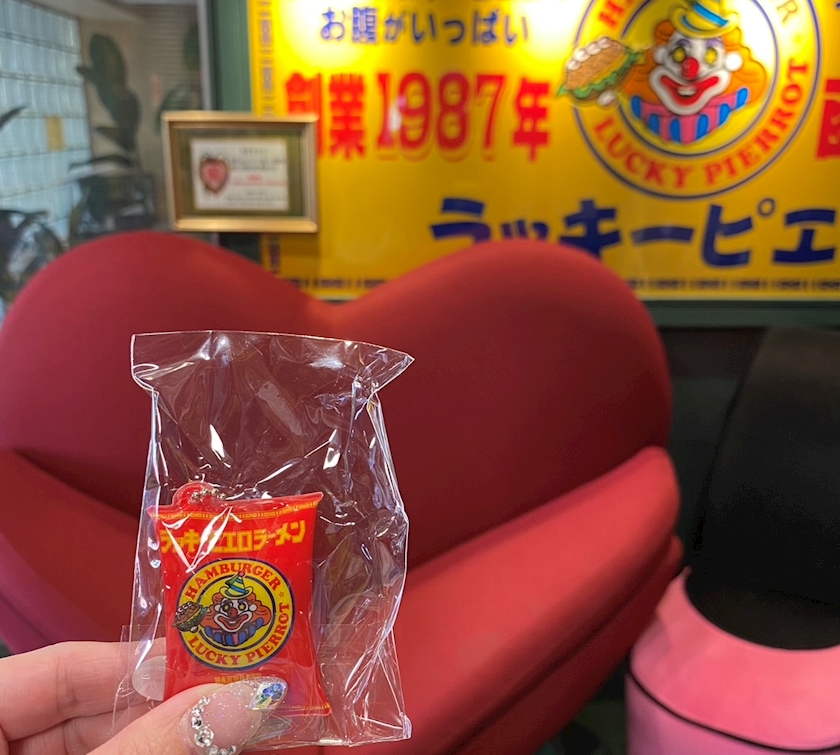 お腹がいっぱい
創業1987年
LUCKY PIERROT
ラッキーピエ
ラッキーピエロラーメン
HAMBURGER
LUCKY PIERROT